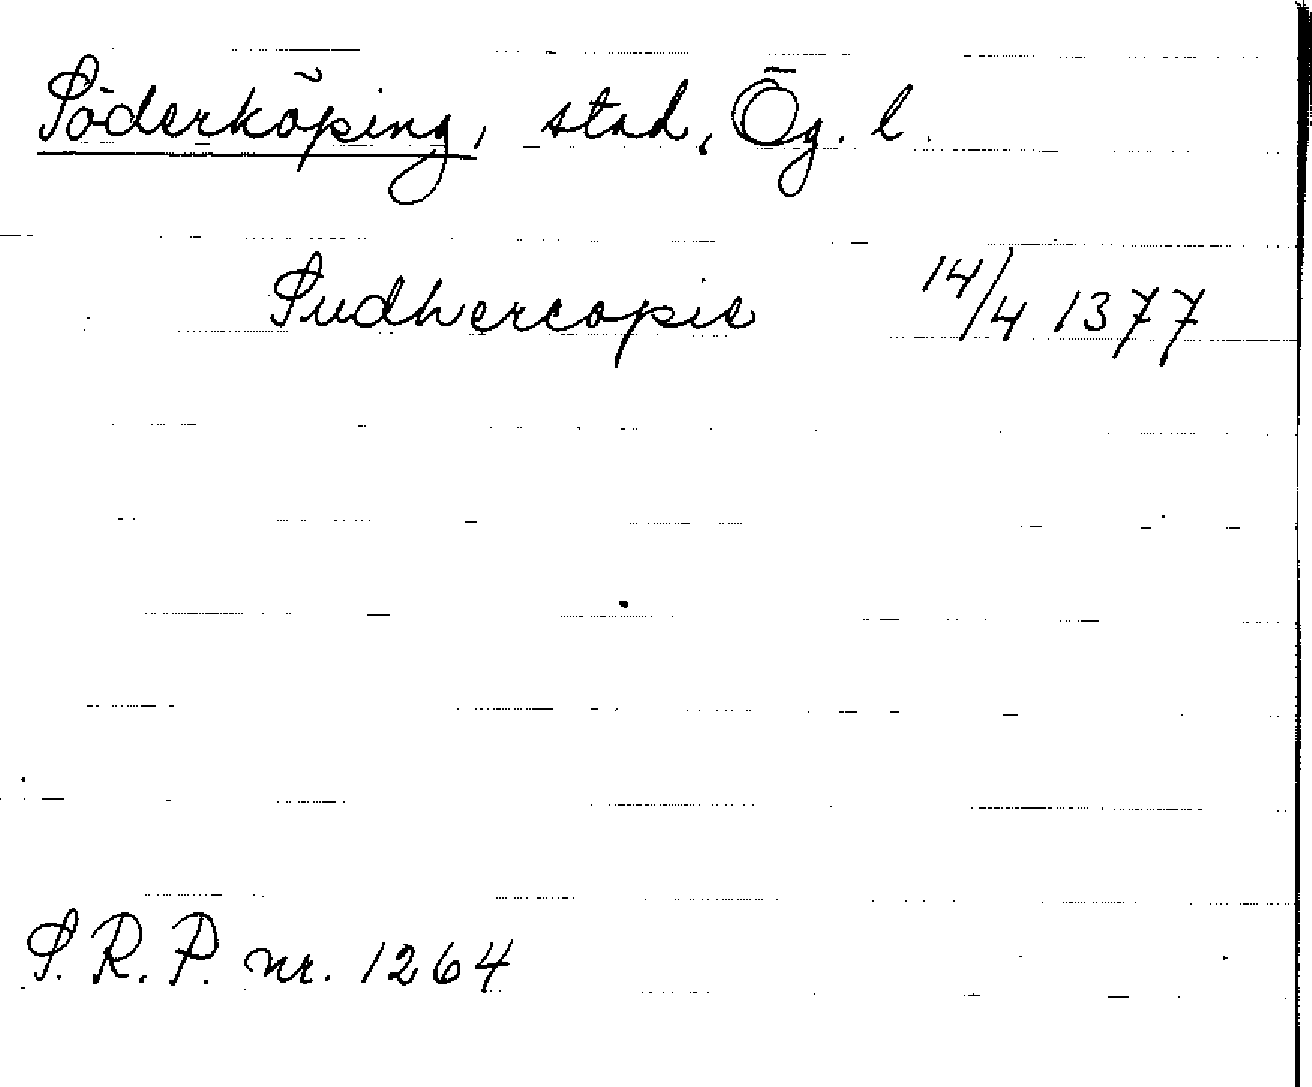 Söderköping, stad, Ög. l.
Sudhercopie 14/4 1377
S. R. P. nr. 1264